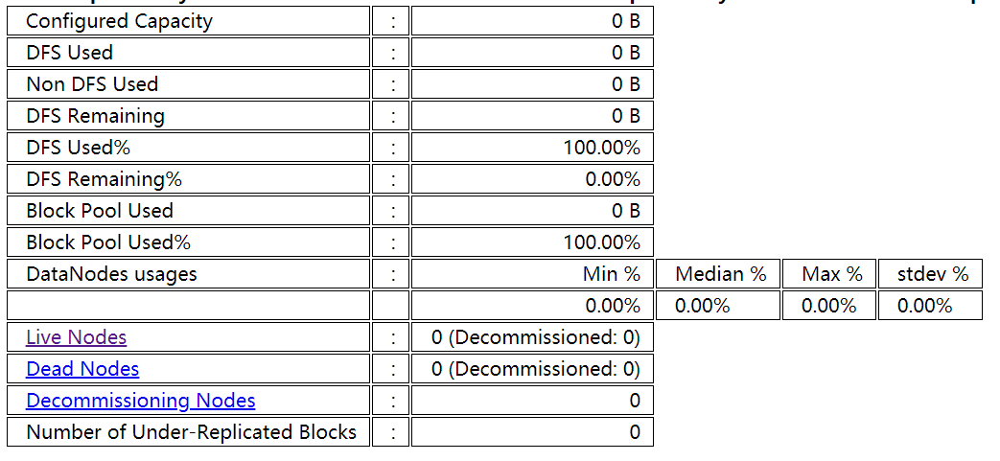 Configured Capacity : 0 B
DFS Used : 0 B
Non DFS Used : 0 B
DFS Remaining : 0 B
DFS Used% : 100.00%
DFS Remaining% : 0.00%
Block Pool Used : 0 B
Block Pool Used% : 100.00%
DataNodes usages : Min % Median % Max % stdev %
0.00% 0.00% 0.00% 0.00%
Live Nodes : 0 (Decommissioned: 0)
Dead Nodes : 0 (Decommissioned: 0)
Decommissioning Nodes : 0
Number of Under-Replicated Blocks : 0